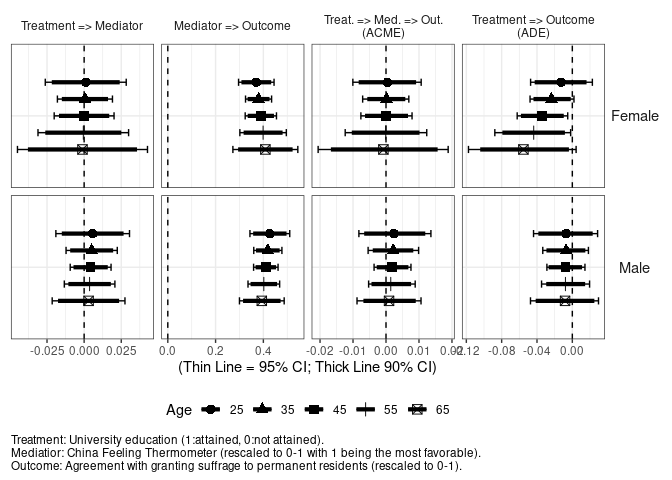 Treatment => Mediator
Mediator => Outcome
Treat. => Med. => Out.
(ACME)
Treatment => Outcome
(ADE)
Female
Male
-0.025 0.000 0.025
0.0 0.2 0.4
-0.02 -0.01 0.00 0.01 0.02
-0.12 -0.08 -0.04 0.00
(Thin Line = 95% CI; Thick Line 90% CI)
Age 25 35 45 55 65
Treatment: University education (1:attained, 0:not attained).
Mediatior: China Feeling Thermometer (rescaled to 0-1 with 1 being the most favorable).
Outcome: Agreement with granting suffrage to permanent residents (rescaled to 0-1).